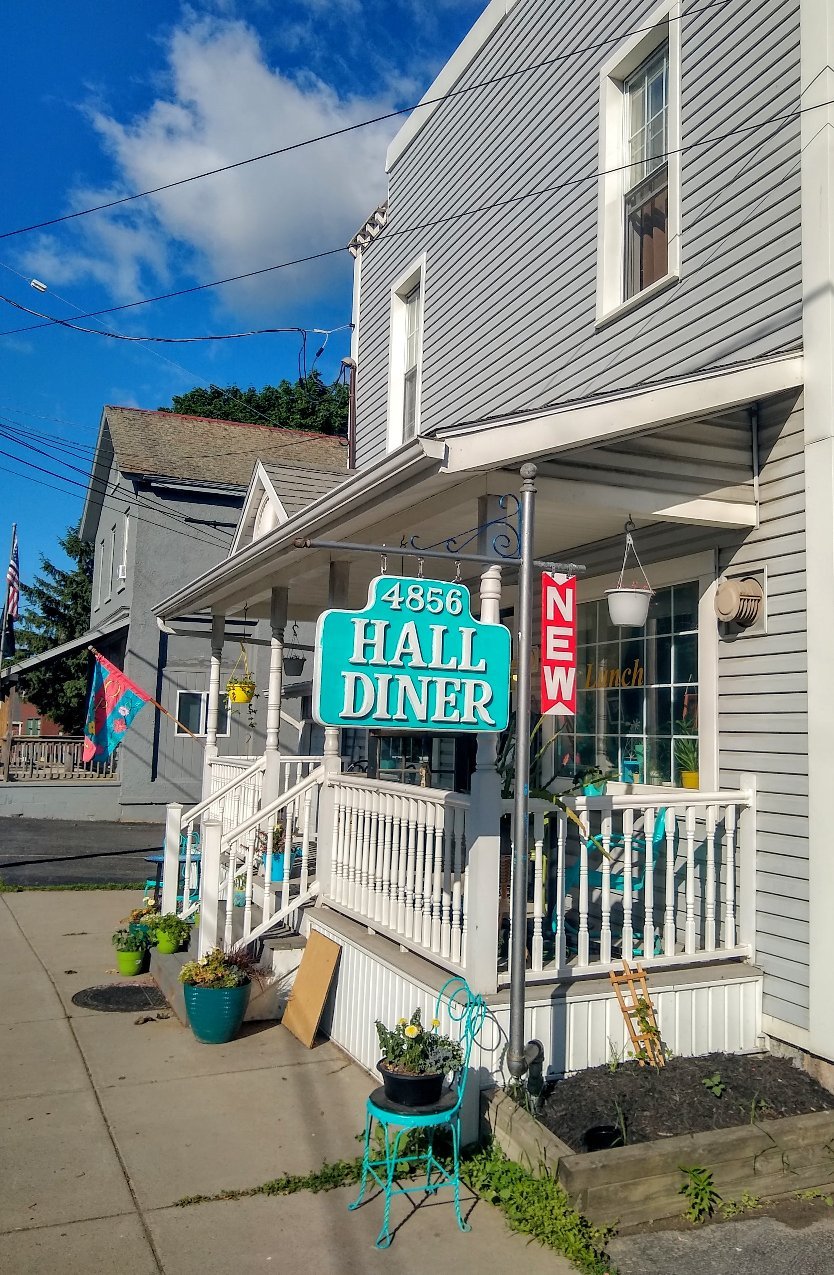 4856
HALL
DINER
NEW
Lunch